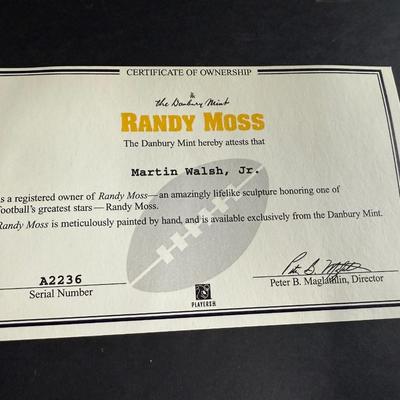 CERTIFICATE OF OWNERSHIP
the Danbury Mint
RANDY MOSS
The Danbury Mint hereby attests that
Martin Walsh, Jr.
is a registered owner of Randy Moss—an amazingly lifelike sculpture honoring one of
football's greatest stars—Randy Moss.
Randy Moss is meticulously painted by hand, and is available exclusively from the Danbury Mint.
A2236
Serial Number
Peter B. Maglathlin, Director
PLAYERS